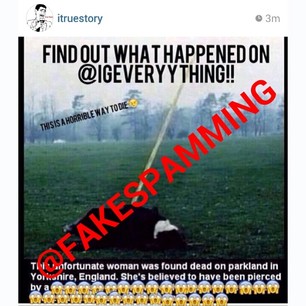 itruestory
3m
FIND OUT WHAT HAPPENED ON
@IGEVERYYTHING!!
THIS IS A HORRIBLE WAY TO DIE
@FAKESPAMMING
This unfortunate woman was found dead on parkland in
Yorkshire, England. She's believed to have been pierced
by a